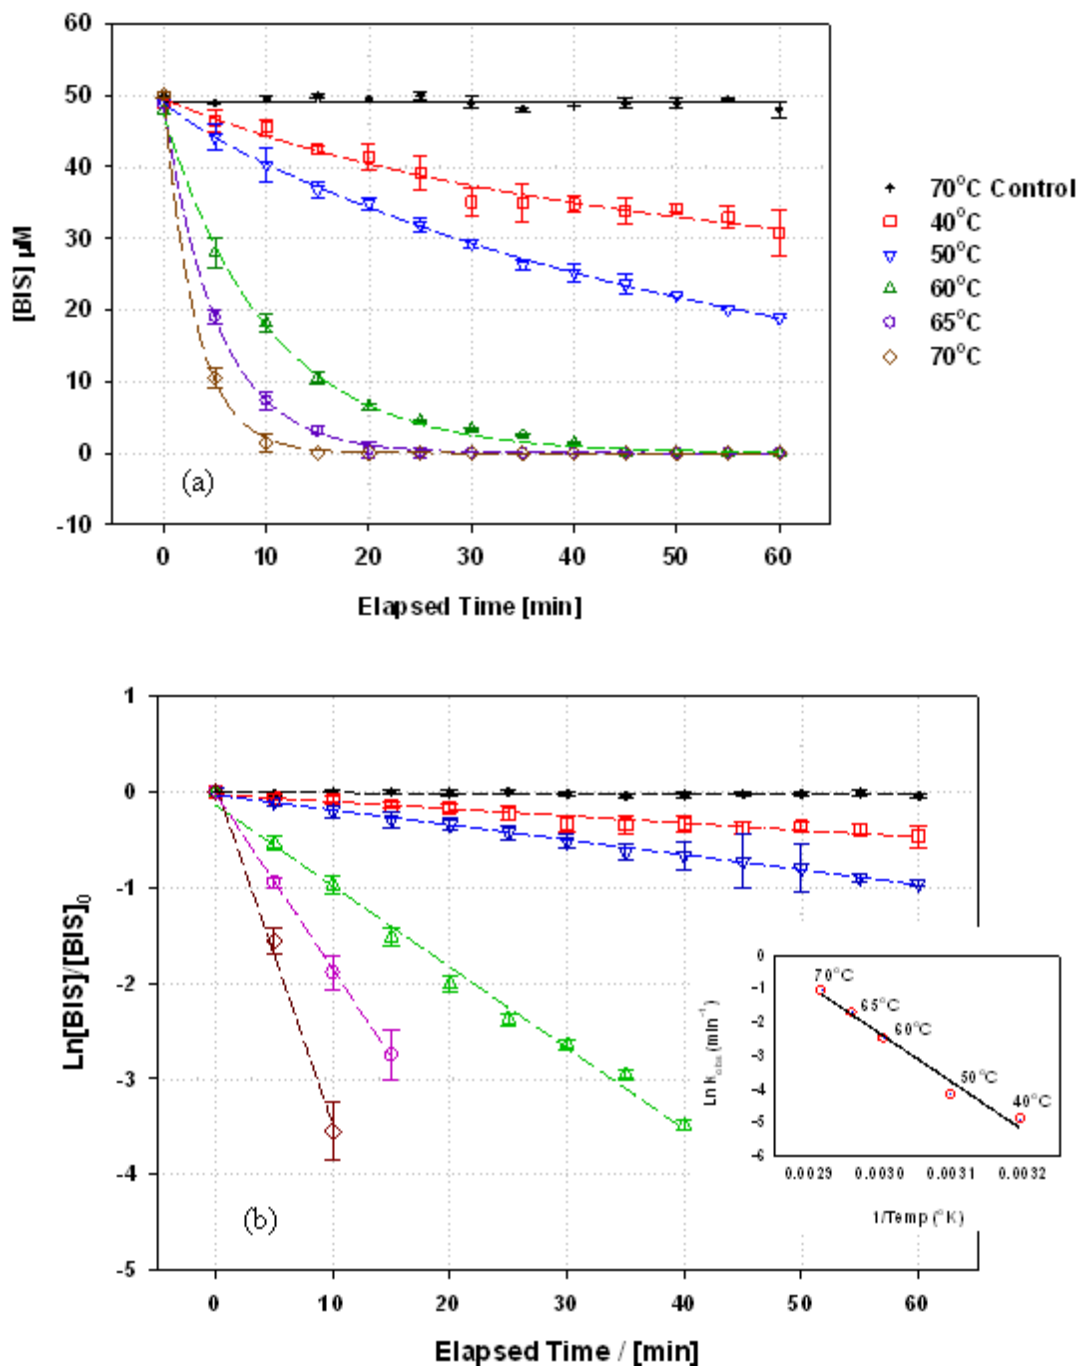 60
50
40
30
20
10
0
-10
[BIS] µM
(a)
0 10 20 30 40 50 60
Elapsed Time [min]
70°C Control
40°C
50°C
60°C
65°C
70°C
1
0
-1
-2
-3
-4
-5
Ln[BIS]/[BIS]0
(b)
0 10 20 30 40 50 60
Elapsed Time / [min]
0
-1
-2
-3
-4
-5
-6
Ln kobs (min-1)
70°C
65°C
60°C
50°C
40°C
0.0029 0.0030 0.0031 0.0032
1/Temp (°K)